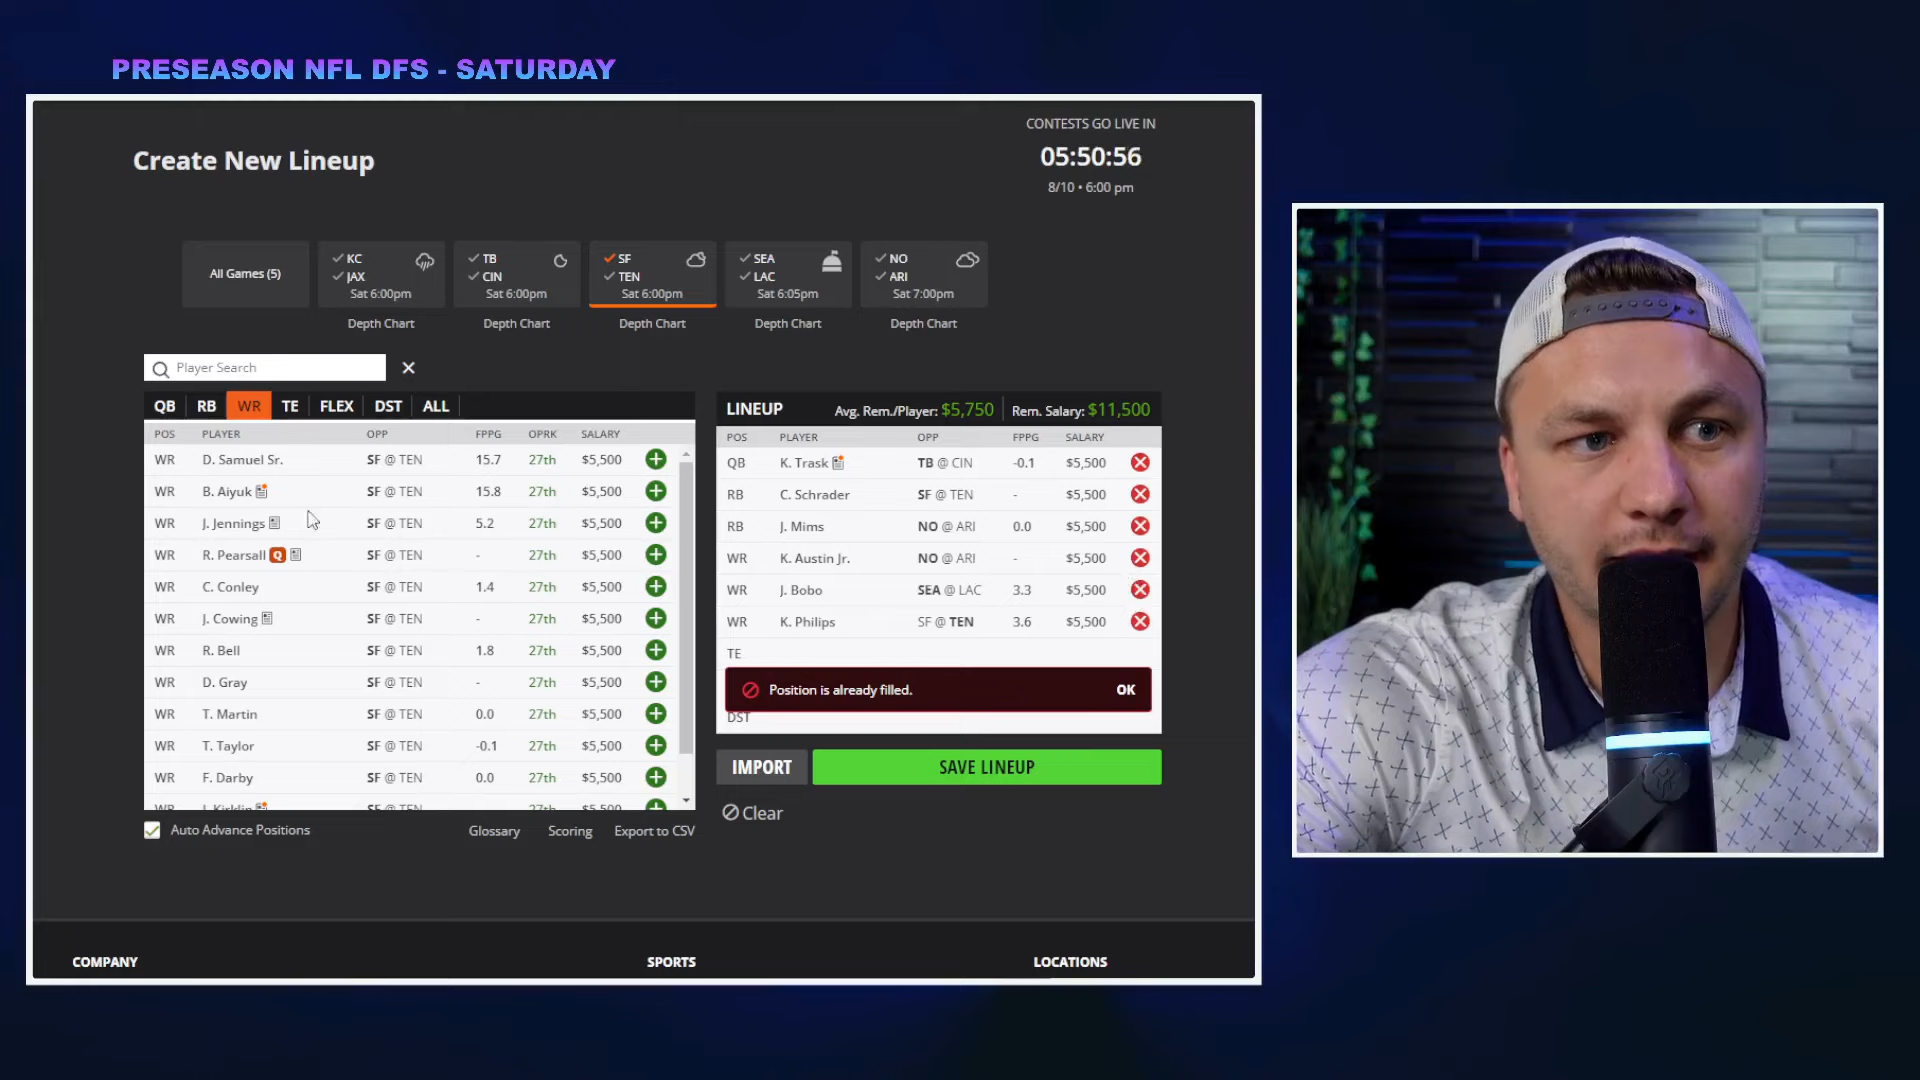 PRESEASON NFL DFS - SATURDAY
Create New Lineup
CONTESTS GO LIVE IN
05:50:56
8/10 • 6:00 pm
All Games (5)
KC
JAX
Sat 6:00pm
Depth Chart
TB
CIN
Sat 6:00pm
Depth Chart
SF
TEN
Sat 6:00pm
Depth Chart
SEA
LAC
Sat 6:05pm
Depth Chart
NO
ARI
Sat 7:00pm
Depth Chart
Player Search
QB RB WR TE FLEX DST ALL
POS PLAYER OPP FPPG OPRK SALARY
WR D. Samuel Sr. SF @ TEN 15.7 27th $5,500
WR B. Aiyuk SF @ TEN 15.8 27th $5,500
WR J. Jennings SF @ TEN 5.2 27th $5,500
WR R. Pearsall Q SF @ TEN - 27th $5,500
WR C. Conley SF @ TEN 1.4 27th $5,500
WR J. Cowing SF @ TEN - 27th $5,500
WR R. Bell SF @ TEN 1.8 27th $5,500
WR D. Gray SF @ TEN - 27th $5,500
WR T. Martin SF @ TEN 0.0 27th $5,500
WR T. Taylor SF @ TEN -0.1 27th $5,500
WR F. Darby SF @ TEN 0.0 27th $5,500
Auto Advance Positions
Glossary Scoring Export to CSV
LINEUP Avg. Rem./Player: $5,750 Rem. Salary: $11,500
POS PLAYER OPP FPPG SALARY
QB K. Trask TB @ CIN -0.1 $5,500
RB C. Schrader SF @ TEN - $5,500
RB J. Mims NO @ ARI 0.0 $5,500
WR K. Austin Jr. NO @ ARI - $5,500
WR J. Bobo SEA @ LAC 3.3 $5,500
WR K. Philips SF @ TEN 3.6 $5,500
TE
Position is already filled. OK
DST
IMPORT SAVE LINEUP
Clear
COMPANY SPORTS LOCATIONS